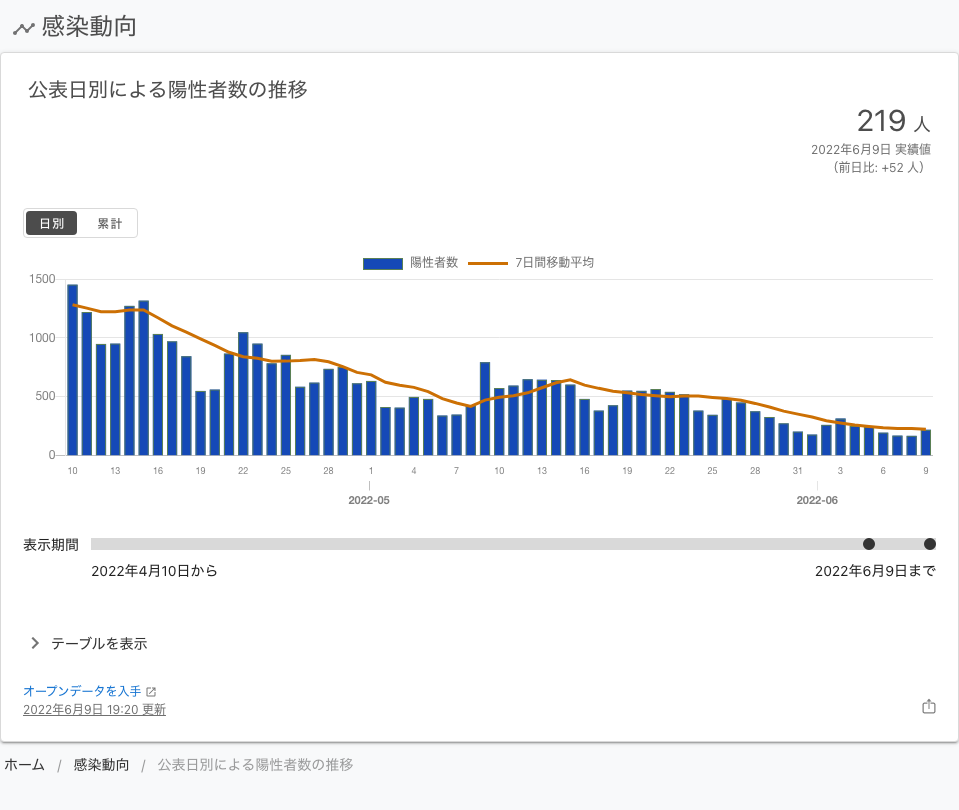 感染動向
公表日別による陽性者数の推移
219 人
2022年6月9日 実績値
（前日比: +52 人）
日別 累計
陽性者数 7日間移動平均
1500
1000
500
0
10 13 16 19 22 25 28 1 4 7 10 13 16 19 22 25 28 31 3 6 9
2022-05 2022-06
表示期間
2022年4月10日から 2022年6月9日まで
テーブルを表示
オープンデータを入手
2022年6月9日 19:20 更新
ホーム / 感染動向 / 公表日別による陽性者数の推移